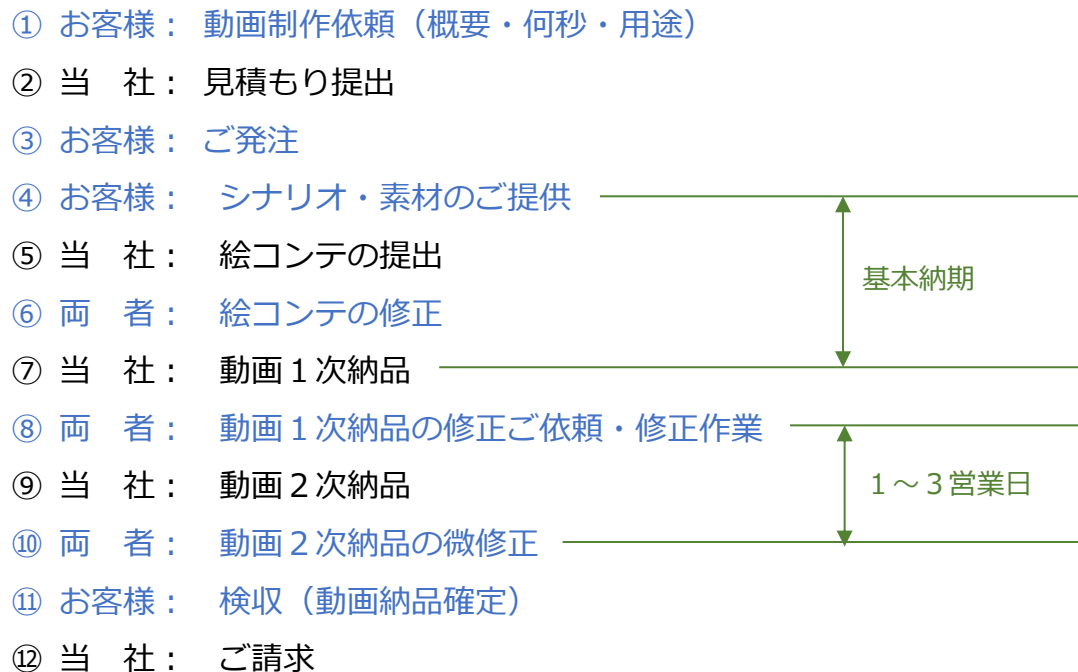 ① お客様： 動画制作依頼（概要・何秒・用途）
② 当　社： 見積もり提出
③ お客様： ご発注
④ お客様：　シナリオ・素材のご提供
⑤ 当　社：　絵コンテの提出
基本納期
⑥ 両　者：　絵コンテの修正
⑦ 当　社：　動画１次納品
⑧ 両　者：　動画１次納品の修正ご依頼・修正作業
⑨ 当　社：　動画２次納品
１～３営業日
⑩ 両　者：　動画２次納品の微修正
⑪ お客様：　検収（動画納品確定）
⑫ 当　社：　ご請求